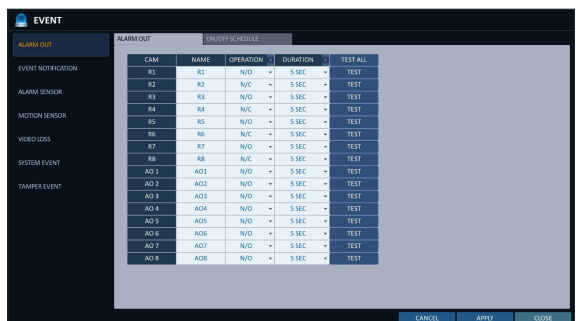 EVENT
ALARM OUT
EVENT NOTIFICATION
ALARM SENSOR
MOTION SENSOR
VIDEO LOSS
SYSTEM EVENT
TAMPER EVENT
ALARM OUT ON/OFF SCHEDULE
CAM NAME OPERATION DURATION TEST ALL
R1 R1 N/O 5 SEC TEST
R2 R2 N/C 5 SEC TEST
R3 R3 N/O 5 SEC TEST
R4 R4 N/C 5 SEC TEST
R5 R5 N/O 5 SEC TEST
R6 R6 N/C 5 SEC TEST
R7 R7 N/O 5 SEC TEST
R8 R8 N/C 5 SEC TEST
AO 1 AO1 N/O 5 SEC TEST
AO 2 AO2 N/O 5 SEC TEST
AO 3 AO3 N/O 5 SEC TEST
AO 4 AO4 N/O 5 SEC TEST
AO 5 AO5 N/O 5 SEC TEST
AO 6 AO6 N/O 5 SEC TEST
AO 7 AO7 N/O 5 SEC TEST
AO 8 AO8 N/O 5 SEC TEST
CANCEL APPLY CLOSE